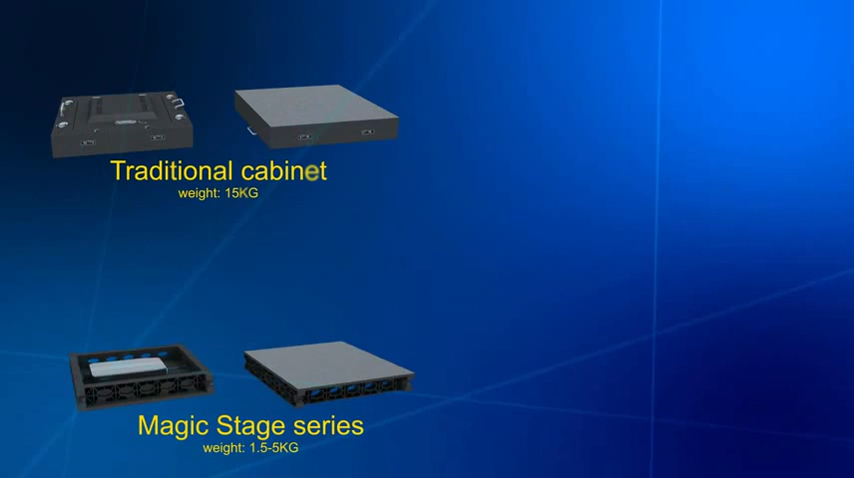 Traditional cabinet
weight: 15KG
Magic Stage series
weight: 1.5-5KG